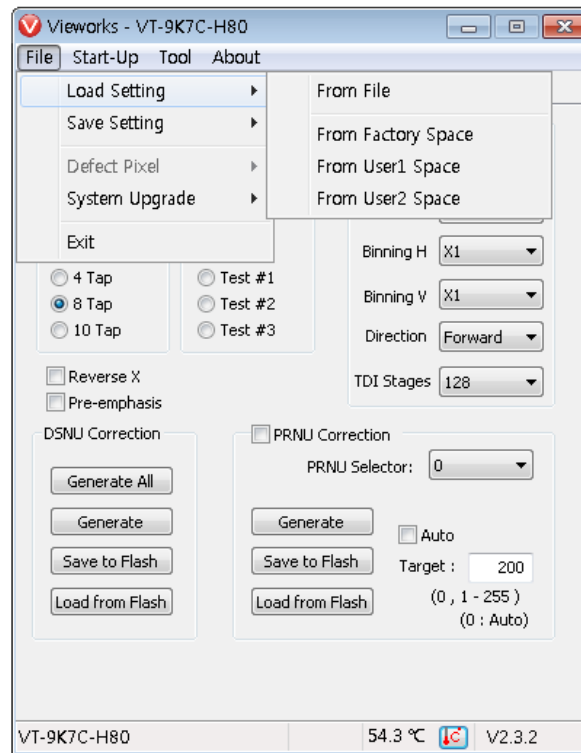 Vieworks - VT-9K7C-H80
File Start-Up Tool About
Load Setting
Save Setting
Defect Pixel
System Upgrade
Exit
From File
From Factory Space
From User1 Space
From User2 Space
4 Tap
8 Tap
10 Tap
Test #1
Test #2
Test #3
Binning H X1
Binning V X1
Direction Forward
TDI Stages 128
Reverse X
Pre-emphasis
DSNU Correction
Generate All
Generate
Save to Flash
Load from Flash
PRNU Correction
PRNU Selector: 0
Generate
Save to Flash
Load from Flash
Auto
Target : 200
(0 , 1 - 255 )
(0 : Auto)
VT-9K7C-H80 54.3 ℃ C V2.3.2